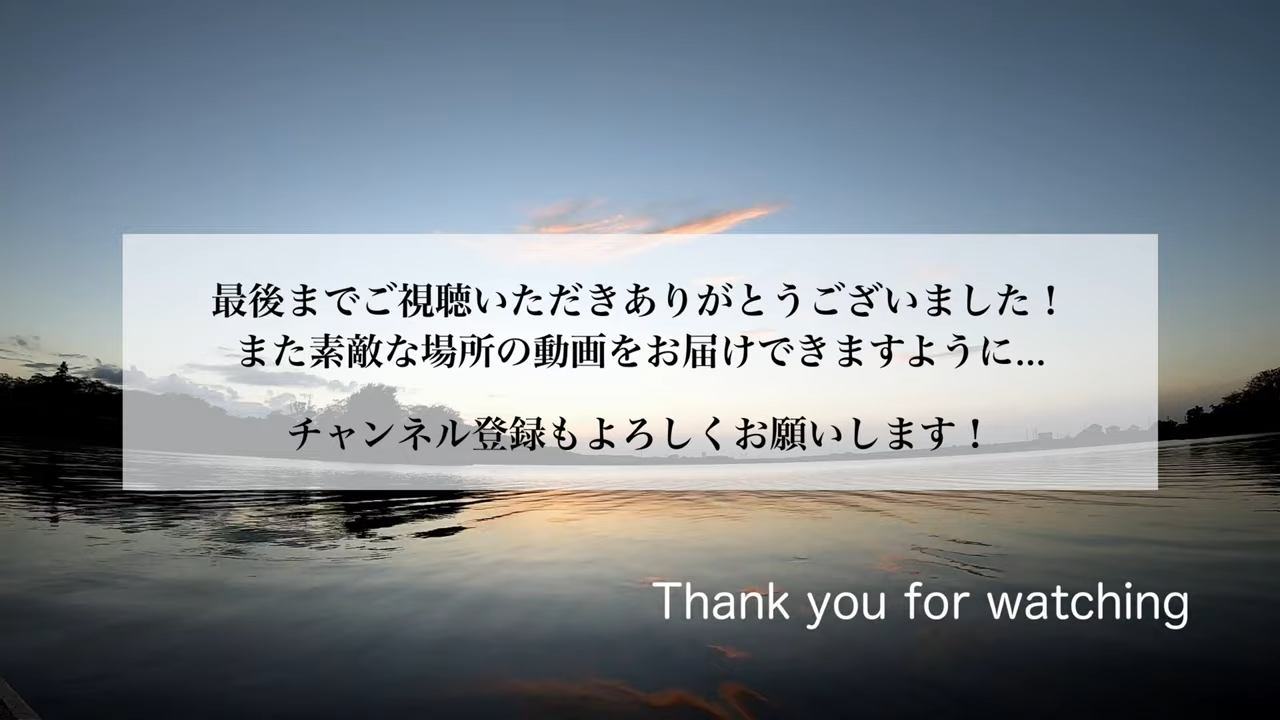 最後までご視聴いただきありがとうございました！
また素敵な場所の動画をお届けできますように...
チャンネル登録もよろしくお願いします！
Thank you for watching